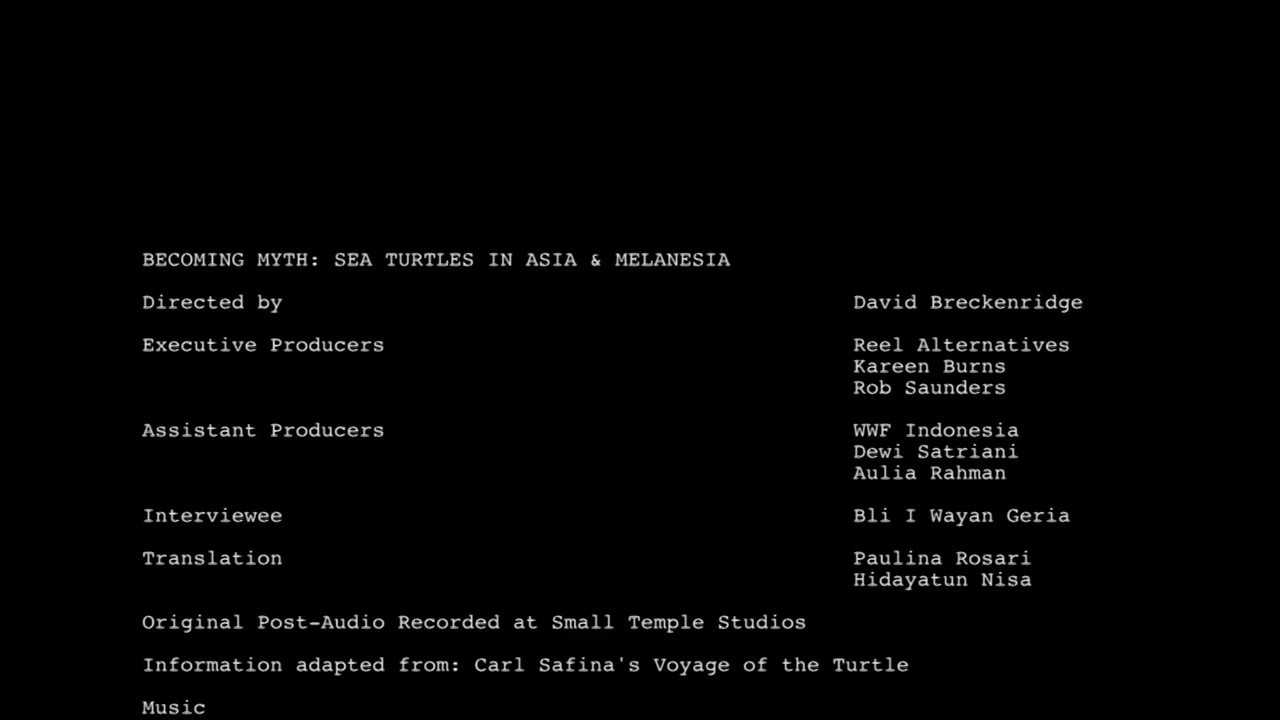 BECOMING MYTH: SEA TURTLES IN ASIA & MELANESIA
Directed by David Breckenridge
Executive Producers Reel Alternatives
Kareen Burns
Rob Saunders
Assistant Producers WWF Indonesia
Dewi Satriani
Aulia Rahman
Interviewee Bli I Wayan Geria
Translation Paulina Rosari
Hidayatun Nisa
Original Post-Audio Recorded at Small Temple Studios
Information adapted from: Carl Safina's Voyage of the Turtle
Music